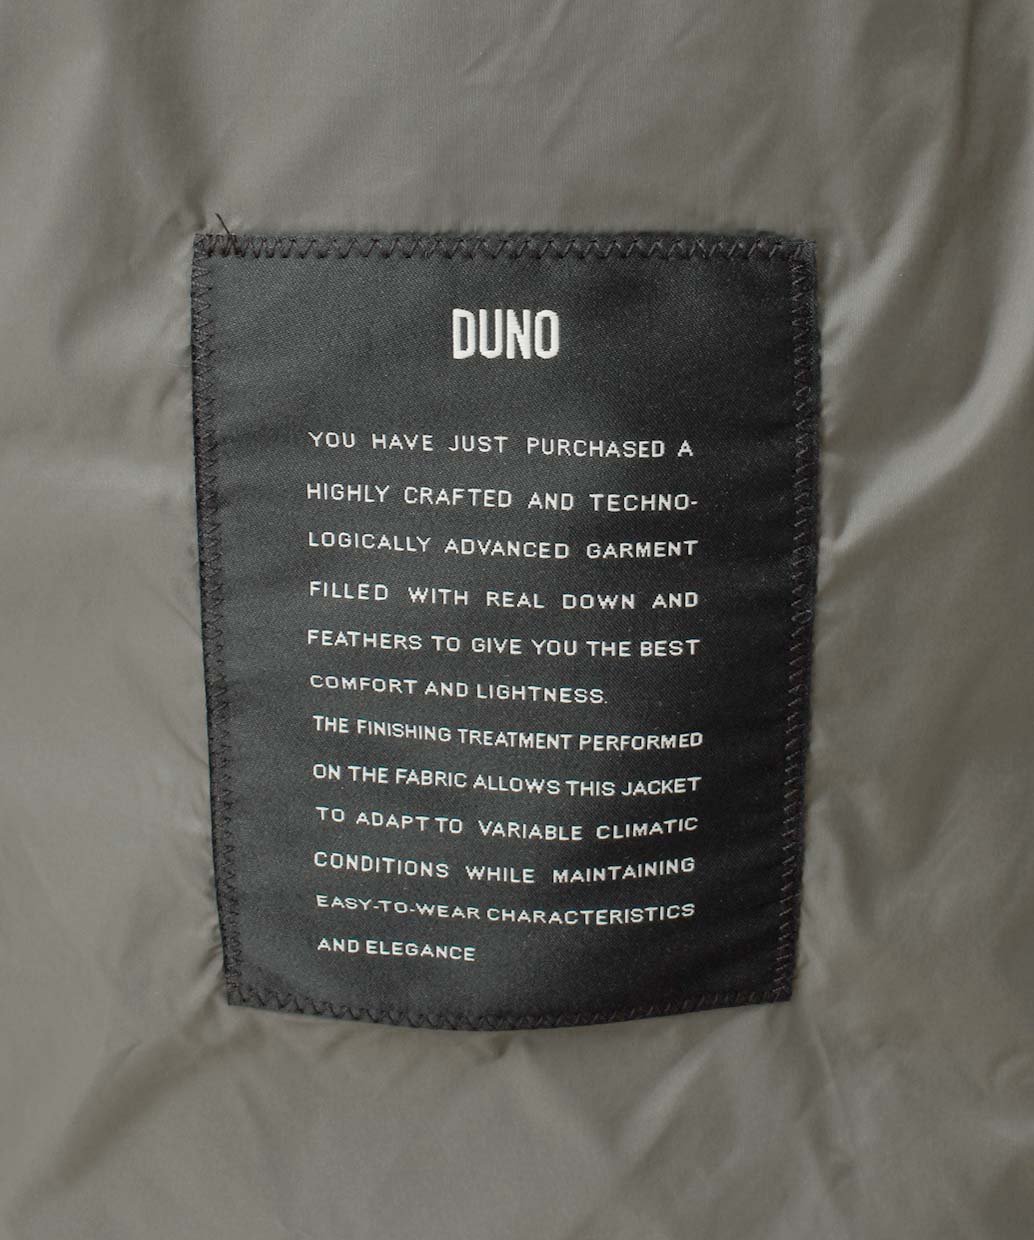 DUNO
YOU HAVE JUST PURCHASED A
HIGHLY CRAFTED AND TECHNO-
LOGICALLY ADVANCED GARMENT
FILLED WITH REAL DOWN AND
FEATHERS TO GIVE YOU THE BEST
COMFORT AND LIGHTNESS.
THE FINISHING TREATMENT PERFORMED
ON THE FABRIC ALLOWS THIS JACKET
TO ADAPT TO VARIABLE CLIMATIC
CONDITIONS WHILE MAINTAINING
EASY-TO-WEAR CHARACTERISTICS
AND ELEGANCE